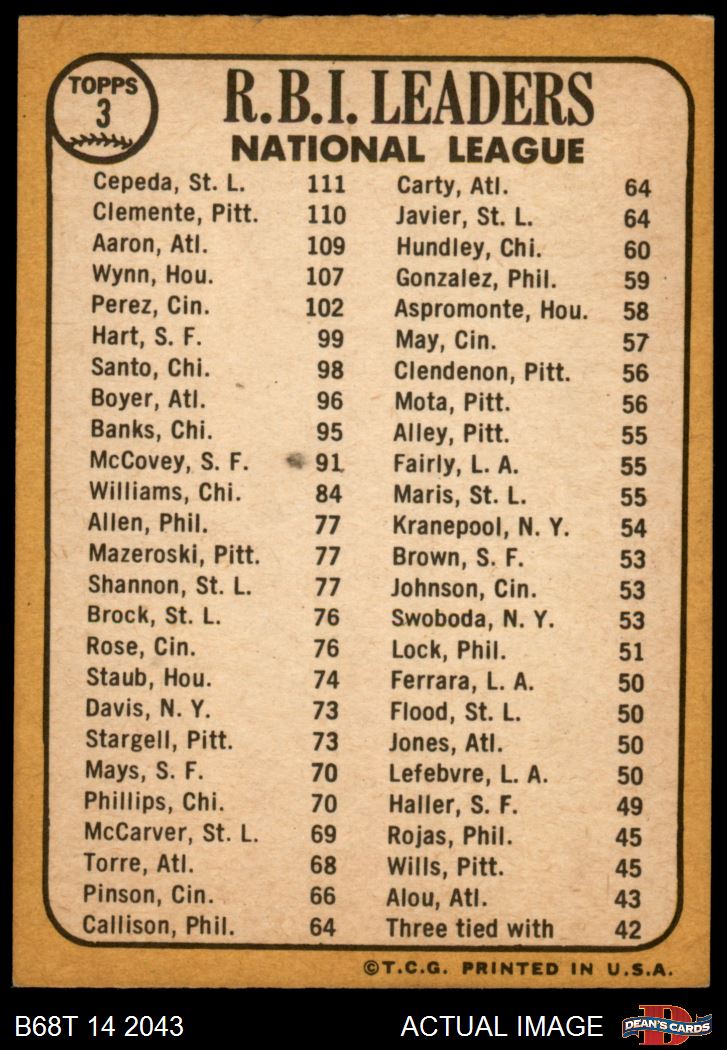 TOPPS
3
R.B.I. LEADERS
NATIONAL LEAGUE
Cepeda, St. L. 111
Clemente, Pitt. 110
Aaron, Atl. 109
Wynn, Hou. 107
Perez, Cin. 102
Hart, S. F. 99
Santo, Chi. 98
Boyer, Atl. 96
Banks, Chi. 95
McCovey, S. F. 91
Williams, Chi. 84
Allen, Phil. 77
Mazeroski, Pitt. 77
Shannon, St. L. 77
Brock, St. L. 76
Rose, Cin. 76
Staub, Hou. 74
Davis, N. Y. 73
Stargell, Pitt. 73
Mays, S. F. 70
Phillips, Chi. 70
McCarver, St. L. 69
Torre, Atl. 68
Pinson, Cin. 66
Callison, Phil. 64
Carty, Atl. 64
Javier, St. L. 64
Hundley, Chi. 60
Gonzalez, Phil. 59
Aspromonte, Hou. 58
May, Cin. 57
Clendenon, Pitt. 56
Mota, Pitt. 56
Alley, Pitt. 55
Fairly, L. A. 55
Maris, St. L. 55
Kranepool, N. Y. 54
Brown, S. F. 53
Johnson, Cin. 53
Swoboda, N. Y. 53
Lock, Phil. 51
Ferrara, L. A. 50
Flood, St. L. 50
Jones, Atl. 50
Lefebvre, L. A. 50
Haller, S. F. 49
Rojas, Phil. 45
Wills, Pitt. 45
Alou, Atl. 43
Three tied with 42
©T.C.G. PRINTED IN U.S.A.
B68T 14 2043
ACTUAL IMAGE
D
DEAN'S CARDS